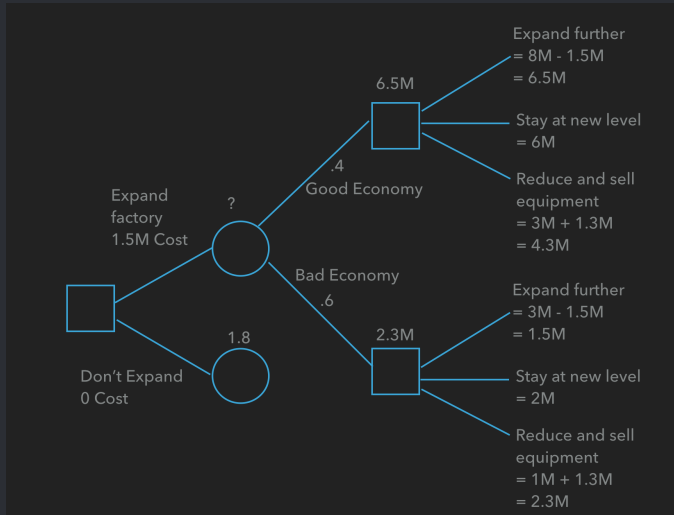 Expand further
= 8M - 1.5M
= 6.5M
6.5M
Stay at new level
= 6M
.4
Good Economy
Reduce and sell
equipment
= 3M + 1.3M
= 4.3M
Expand
factory
1.5M Cost
?
Bad Economy
.6
Expand further
= 3M - 1.5M
= 1.5M
1.8
2.3M
Don't Expand
0 Cost
Stay at new level
= 2M
Reduce and sell
equipment
= 1M + 1.3M
= 2.3M